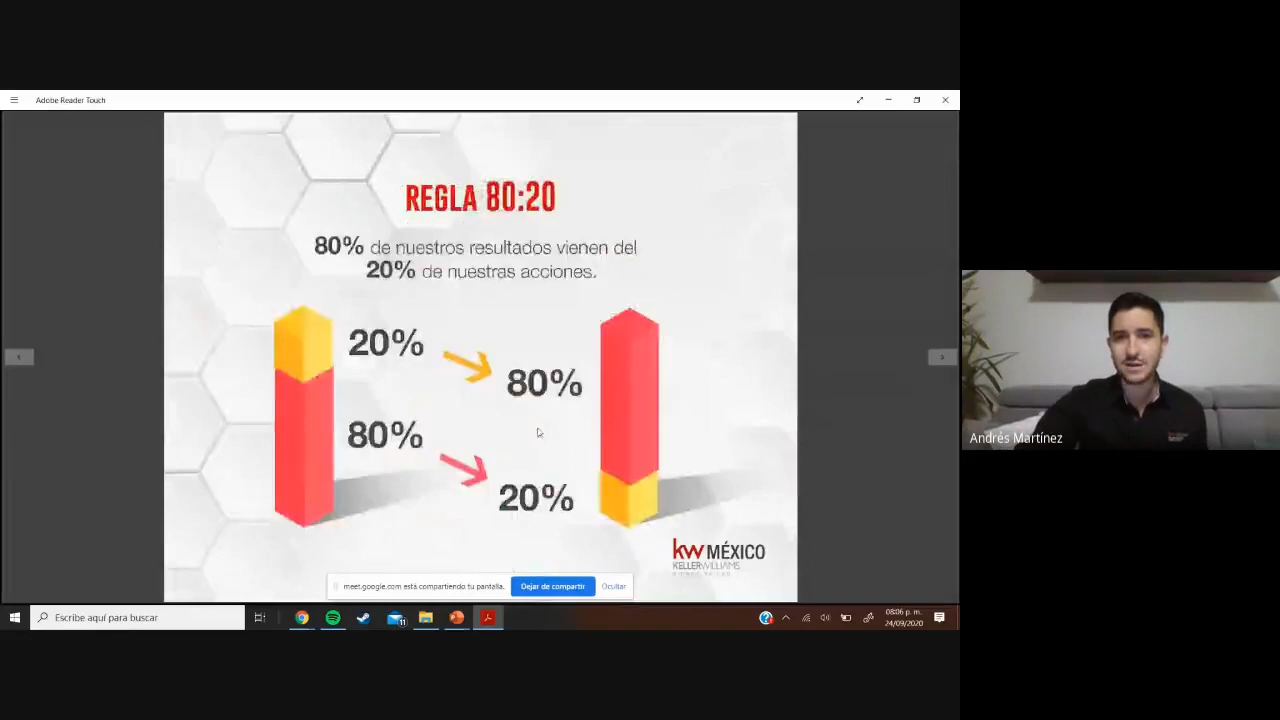 Adobe Reader Touch
REGLA 80:20
80% de nuestros resultados vienen del
20% de nuestras acciones.
20%
80%
80%
20%
kw MÉXICO
KELLERWILLIAMS
meet.google.com está compartiendo tu pantalla.
Dejar de compartir
Ocultar
Andrés Martínez
Escribe aquí para buscar
11
08:06 p. m.
24/09/2020